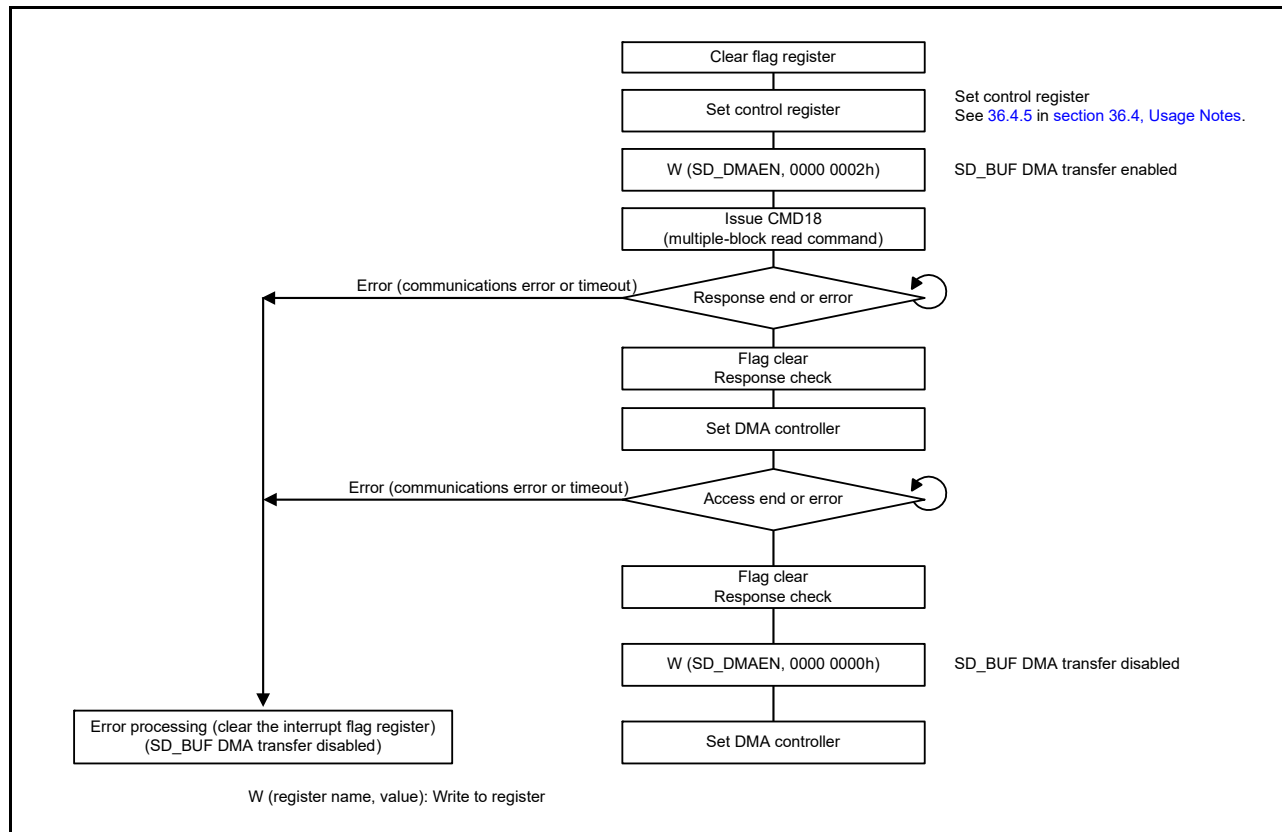 Clear flag register
Set control register
Set control register
See 36.4.5 in section 36.4, Usage Notes.
W (SD_DMAEN, 0000 0002h)
SD_BUF DMA transfer enabled
Issue CMD18
(multiple-block read command)
Error (communications error or timeout)
Response end or error
Flag clear
Response check
Set DMA controller
Error (communications error or timeout)
Access end or error
Flag clear
Response check
W (SD_DMAEN, 0000 0000h)
SD_BUF DMA transfer disabled
Error processing (clear the interrupt flag register)
(SD_BUF DMA transfer disabled)
Set DMA controller
W (register name, value): Write to register